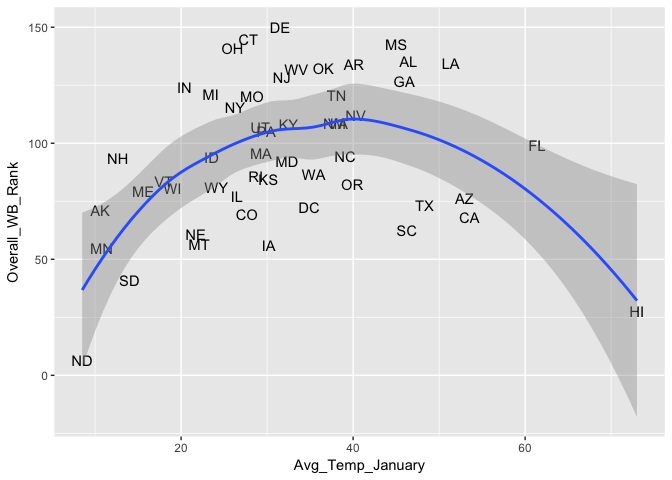 Overall_WB_Rank
150
100
50
0
DE
CT
OH
MS
AR
LA
OK
WV
NJ
IN
GA
MI
MO
TN
NY
NV
KY
UT
PA
FL
MA
ID
NH
NC
MD
RI
KS
WA
VT
WI
WY
OR
ME
IL
AZ
TX
DC
AK
CO
CA
NE
SC
MT
IA
MN
SD
HI
ND
20
40
60
Avg_Temp_January